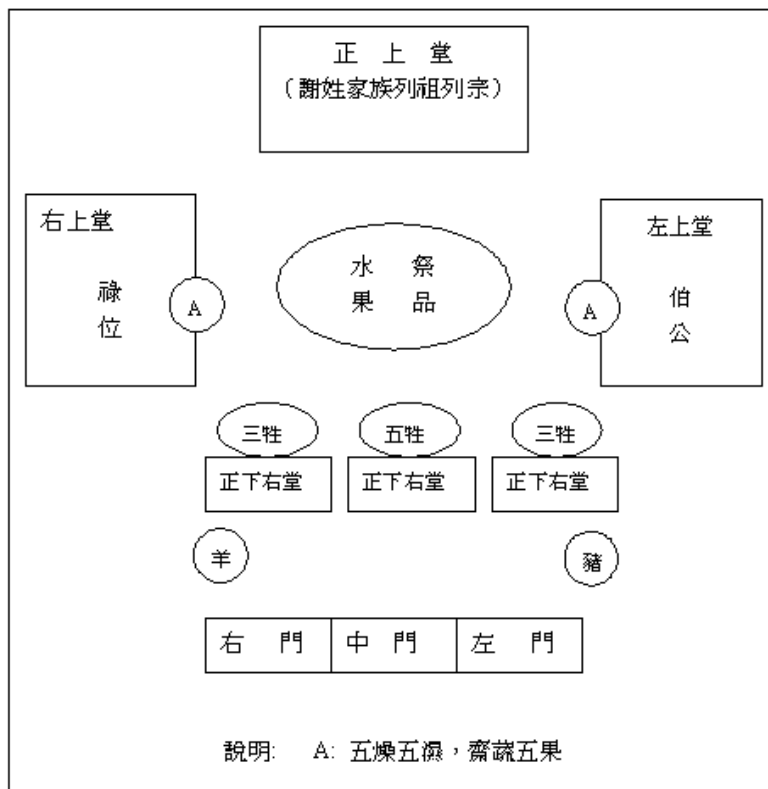 正 上 堂
（謝姓家族列祖列宗）
右上堂
左上堂
水 祭
果 品
祿
位
A
A
伯
公
三牲
五牲
三牲
正下右堂
正下右堂
正下右堂
羊
豬
右 門
中 門
左 門
說明: A: 五燥五濕，齋蔬五果